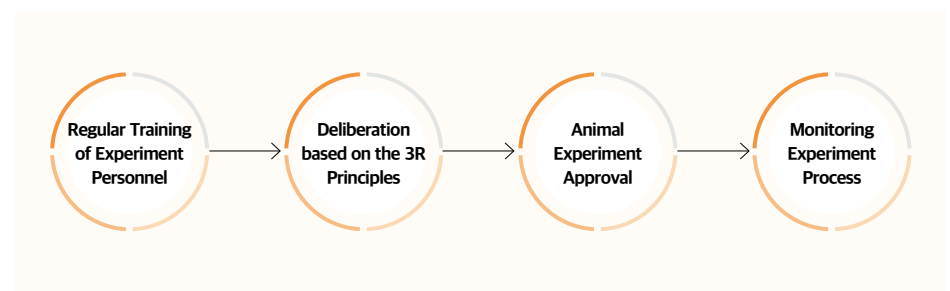 Regular Training
of Experiment
Personnel
Deliberation
based on the 3R
Principles
Animal
Experiment
Approval
Monitoring
Experiment
Process